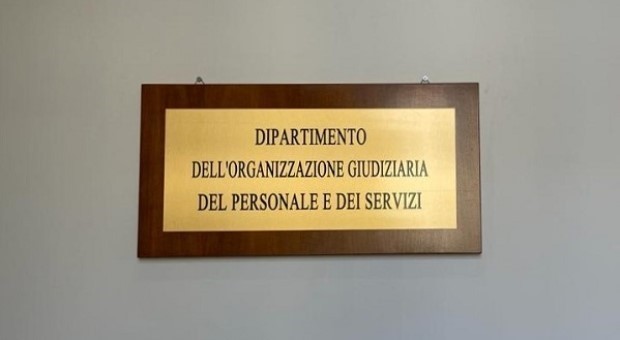 DIPARTIMENTO
DELL'ORGANIZZAZIONE GIUDIZIARIA
DEL PERSONALE E DEI SERVIZI